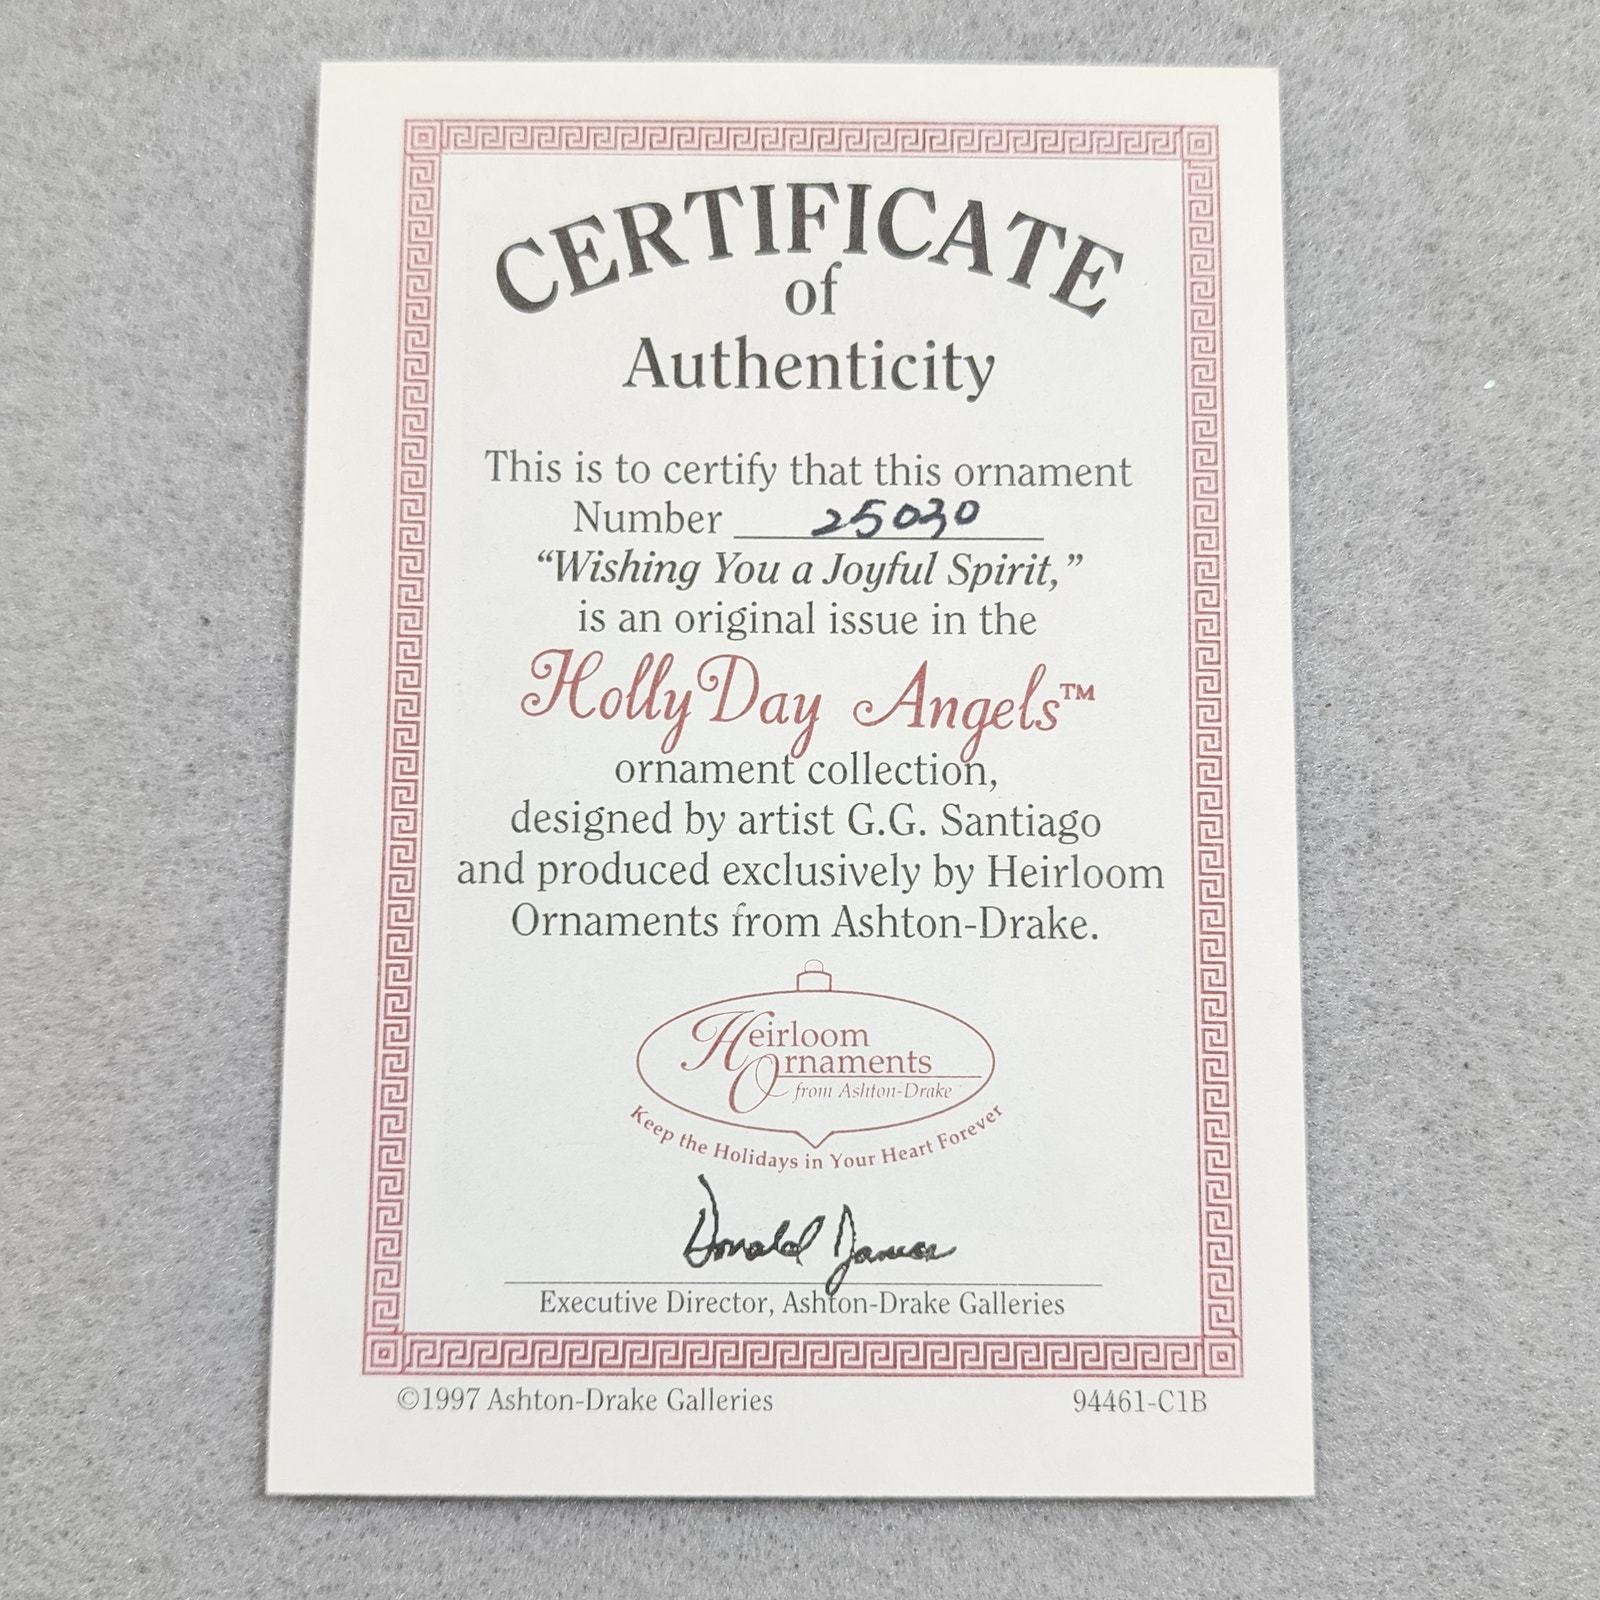 CERTIFICATE
of
Authenticity
This is to certify that this ornament
Number 25030
“Wishing You a Joyful Spirit,”
is an original issue in the
HollyDay Angels™
ornament collection,
designed by artist G.G. Santiago
and produced exclusively by Heirloom
Ornaments from Ashton-Drake.
Heirloom
Ornaments
from Ashton-Drake
Keep the Holidays in Your Heart Forever
Donald
Executive Director, Ashton-Drake Galleries
©1997 Ashton-Drake Galleries 94461-C1B